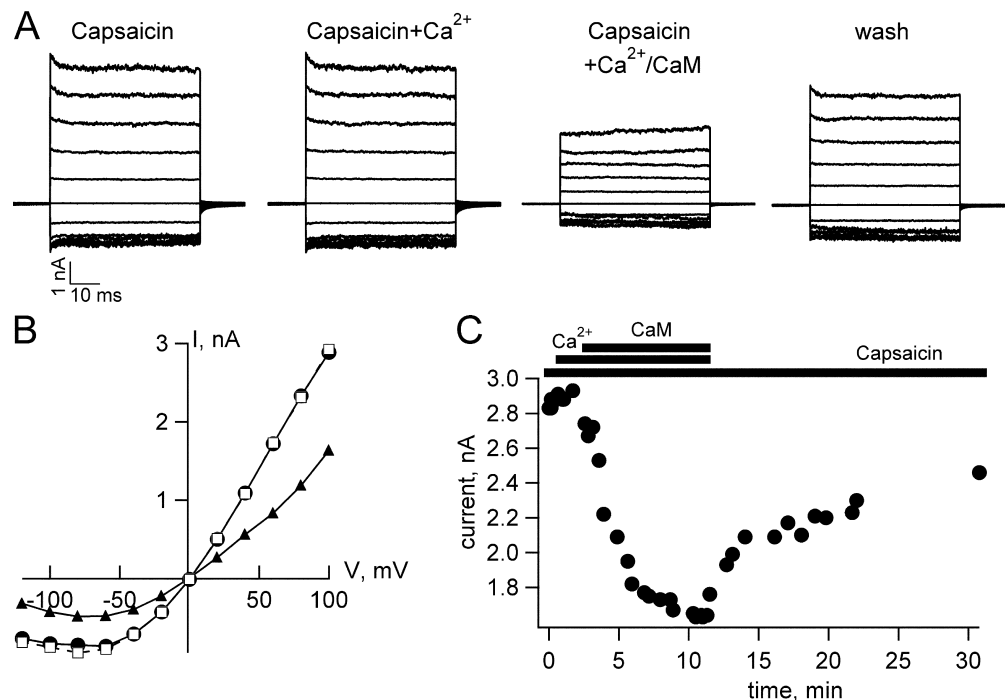 A
Capsaicin
Capsaicin+Ca²⁺
Capsaicin
+Ca²⁺/CaM
wash
1 nA
10 ms
B
I, nA
3
2
1
V, mV
-100 -50 50 100
C
Ca²⁺
CaM
Capsaicin
current, nA
3.0
2.8
2.6
2.4
2.2
2.0
1.8
0 5 10 15 20 25 30
time, min